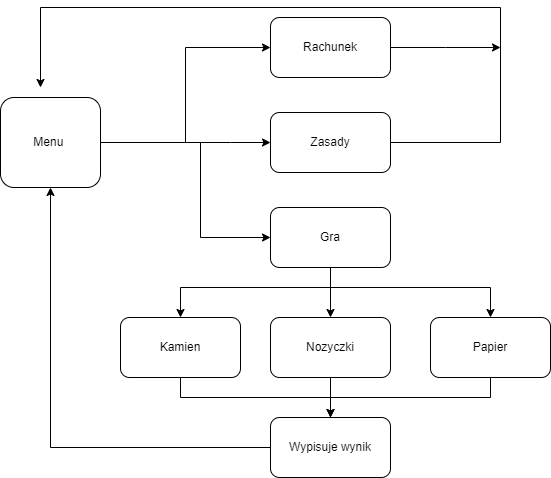 Rachunek
Menu
Zasady
Gra
Kamien
Nozyczki
Papier
Wypisuje wynik